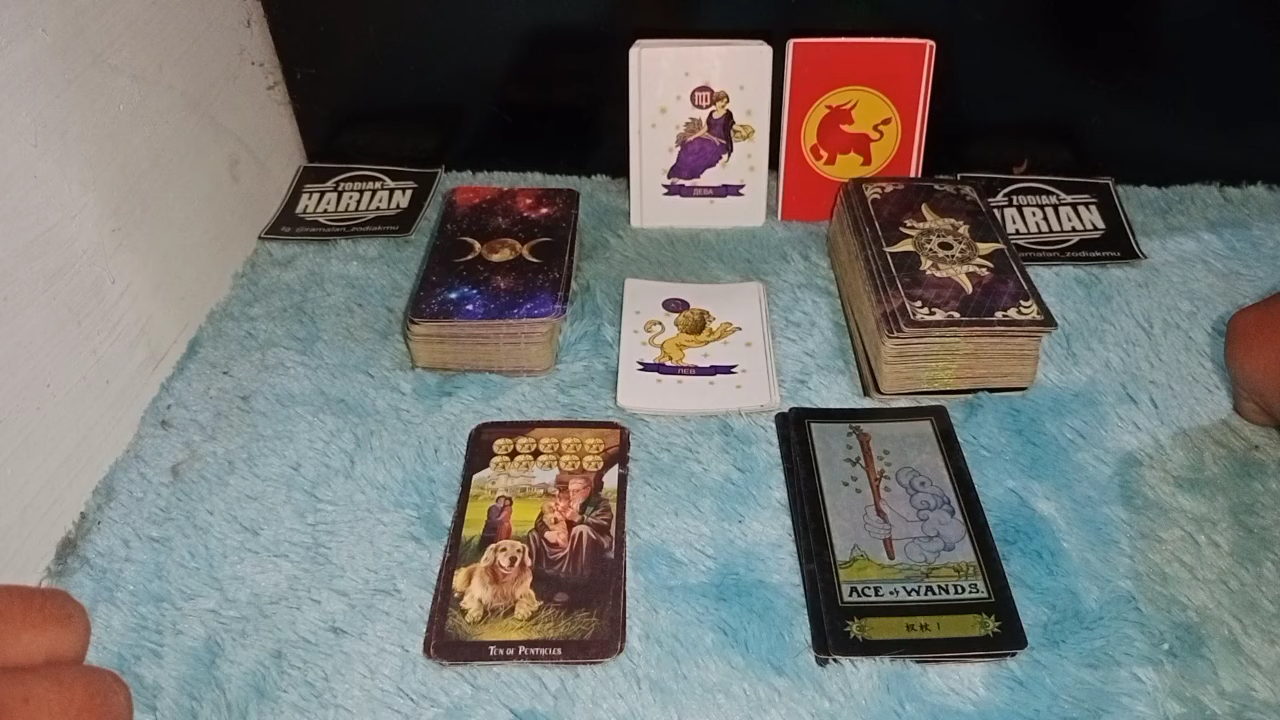 ДЕВА
ZODIAK
HARIAN
Ig @ramalan_zodiakmu
ZODIAK
HARIAN
ramalan_zodiakmu
ЛЕВ
TEN OF PENTACLES
ACE of WANDS.
权杖 1